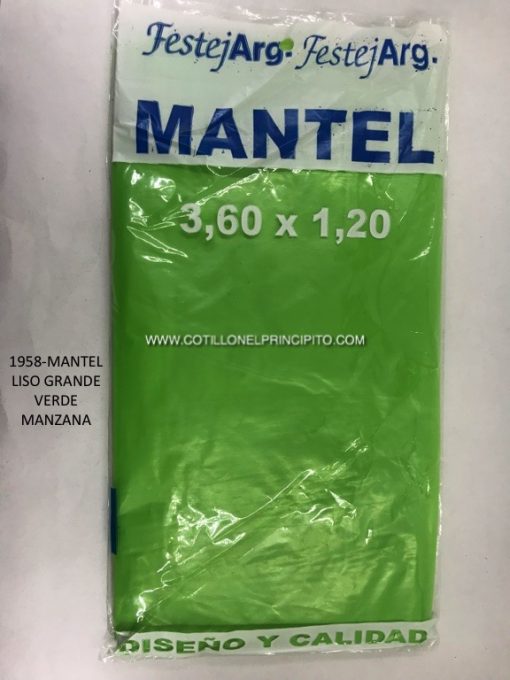 FestejArg. FestejArg.
MANTEL
3,60 x 1,20
WWW.COTILLONELPRINCIPITO.COM
1958-MANTEL
LISO GRANDE
VERDE
MANZANA
DISEÑO Y CALIDAD